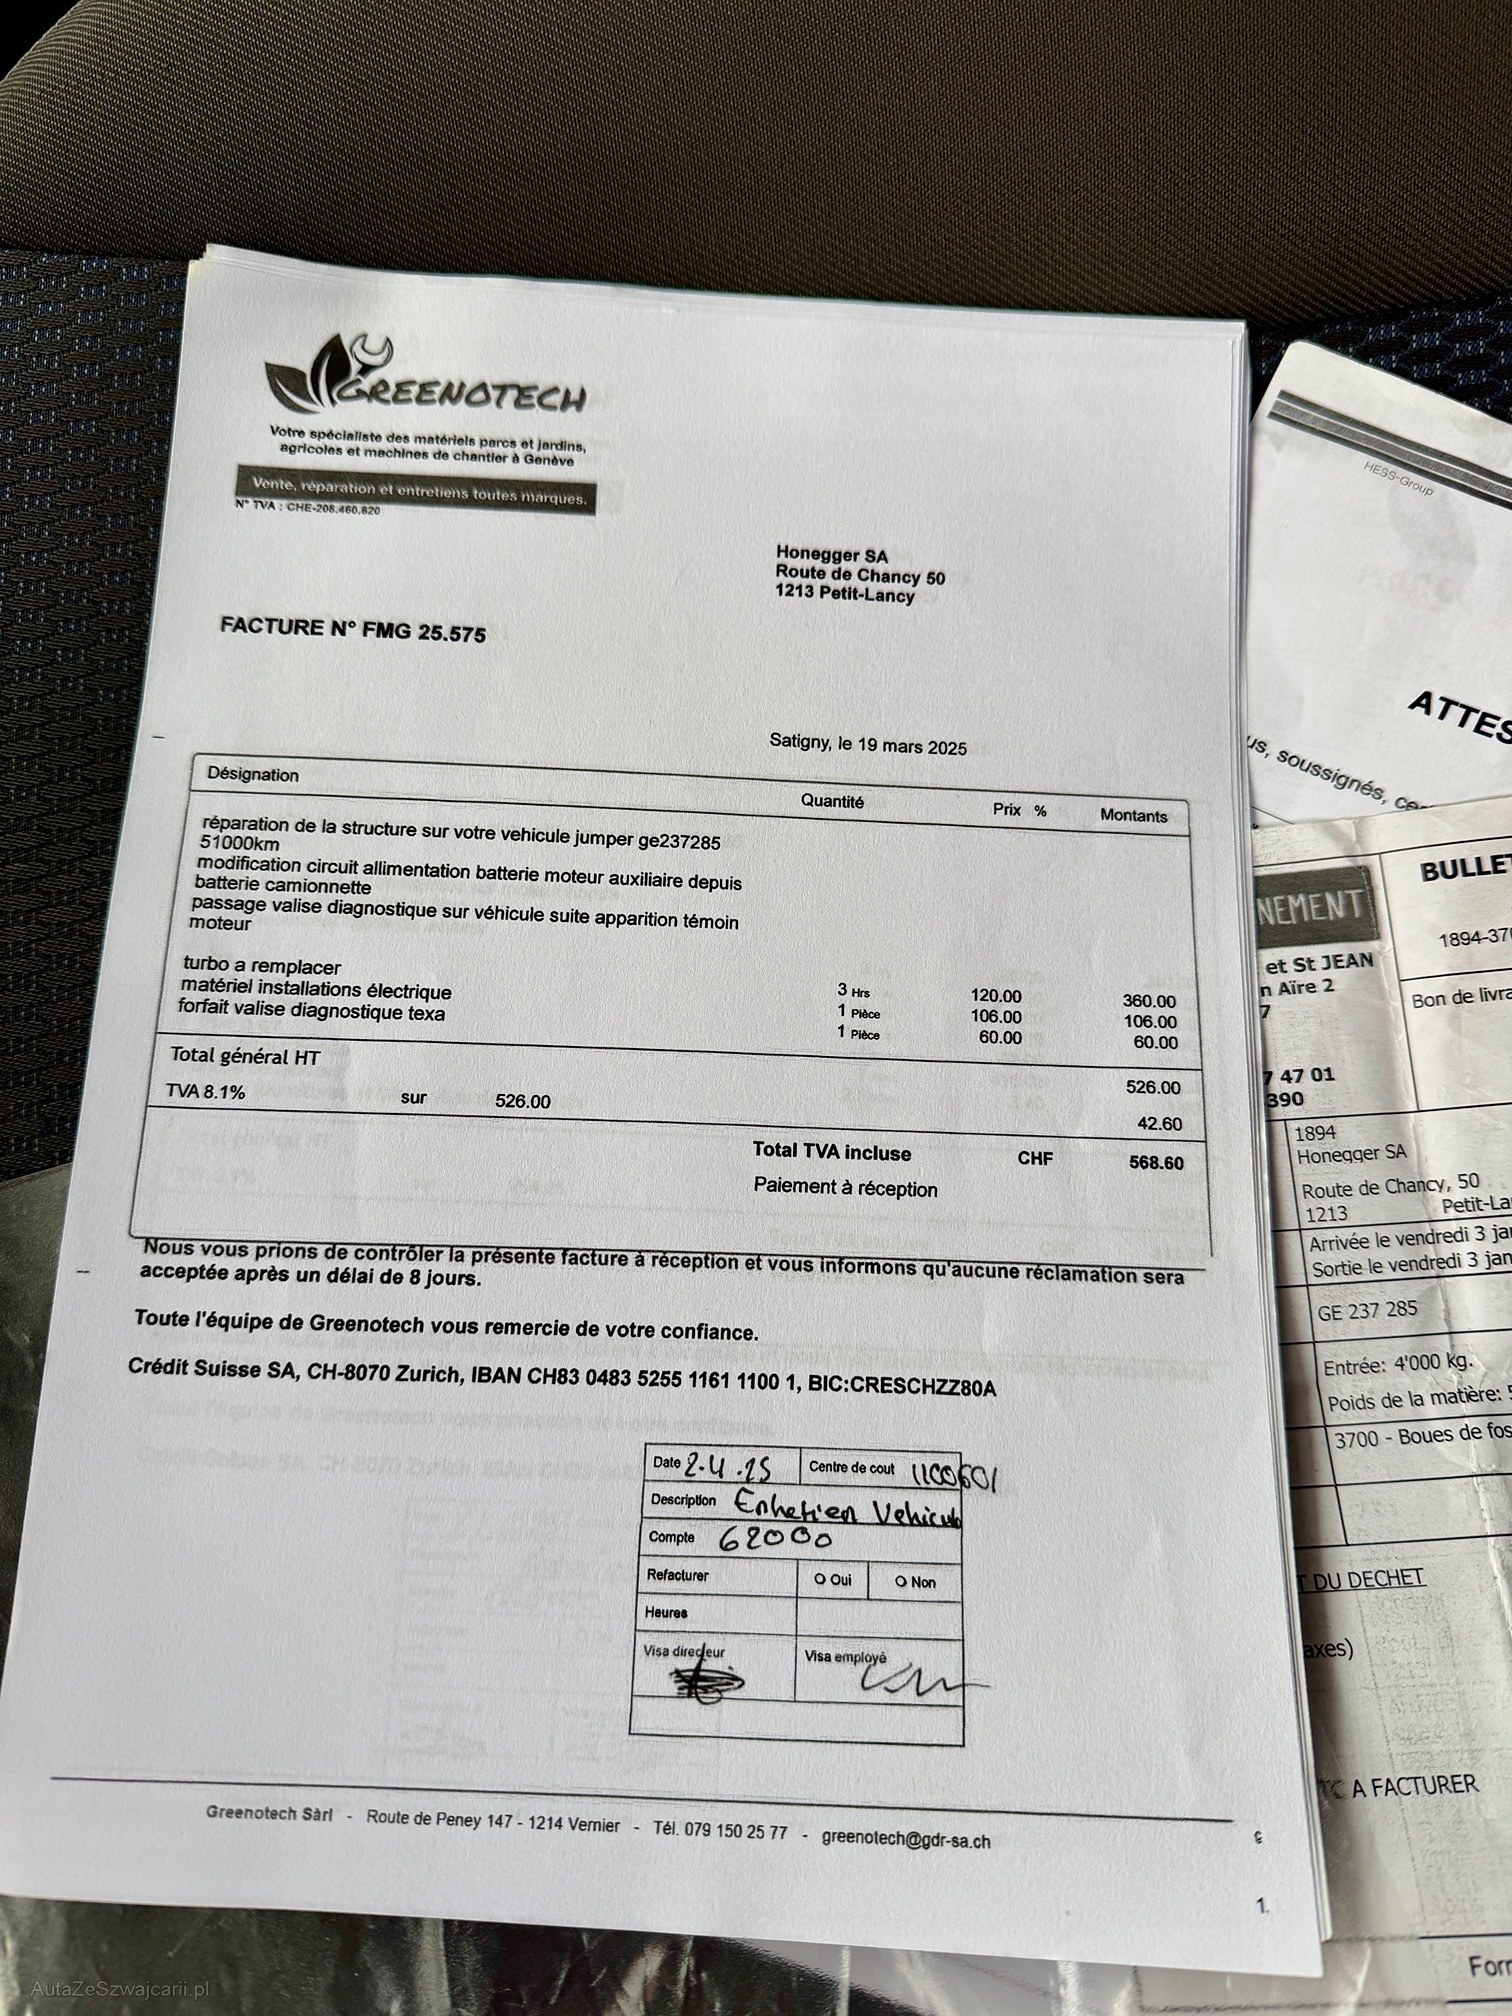 GREENOTECH
Votre spécialiste des matériels parcs et jardins,
agricoles et machines de chantier à Genève
Vente, réparation et entretiens toutes marques.
N° TVA : CHE-208.460.820
Honegger SA
Route de Chancy 50
1213 Petit-Lancy
FACTURE N° FMG 25.575
Satigny, le 19 mars 2025
Désignation Quantité Prix % Montants
réparation de la structure sur votre vehicule jumper ge237285
51000km
modification circuit allimentation batterie moteur auxiliaire depuis
batterie camionnette
passage valise diagnostique sur véhicule suite apparition témoin
moteur
turbo a remplacer 3 Hrs 120.00 360.00
matériel installations électrique 1 Pièce 106.00 106.00
forfait valise diagnostique texa 1 Pièce 60.00 60.00
Total général HT 526.00
TVA 8.1% sur 526.00 42.60
Total TVA incluse CHF 568.60
Paiement à réception
Nous vous prions de contrôler la présente facture à réception et vous informons qu'aucune réclamation sera
acceptée après un délai de 8 jours.
Toute l'équipe de Greenotech vous remercie de votre confiance.
Crédit Suisse SA, CH-8070 Zurich, IBAN CH83 0483 5255 1161 1100 1, BIC:CRESCHZZ80A
Date 2.4.25 Centre de cout 1100601
Description Entretien Vehicule
Compte 62000
Refacturer O Oui O Non
Heures
Visa directeur Visa employé
Greenotech Sàrl - Route de Peney 147 - 1214 Vernier - Tél. 079 150 25 77 - greenotech@gdr-sa.ch
1.
HESS-Group
ATTES
us, soussignés, ce
NEMENT
BULLET
1894-370
et St JEAN
n Aire 2
7
Bon de livra
7 47 01
390
1894
Honegger SA
Route de Chancy, 50
1213 Petit-La
Arrivée le vendredi 3 ja
Sortie le vendredi 3 jan
GE 237 285
Entrée: 4'000 kg.
Poids de la matière: 5
3700 - Boues de fos
T DU DECHET
axes)
TC A FACTURER
Forr
AutaZeSzwajcarii.pl